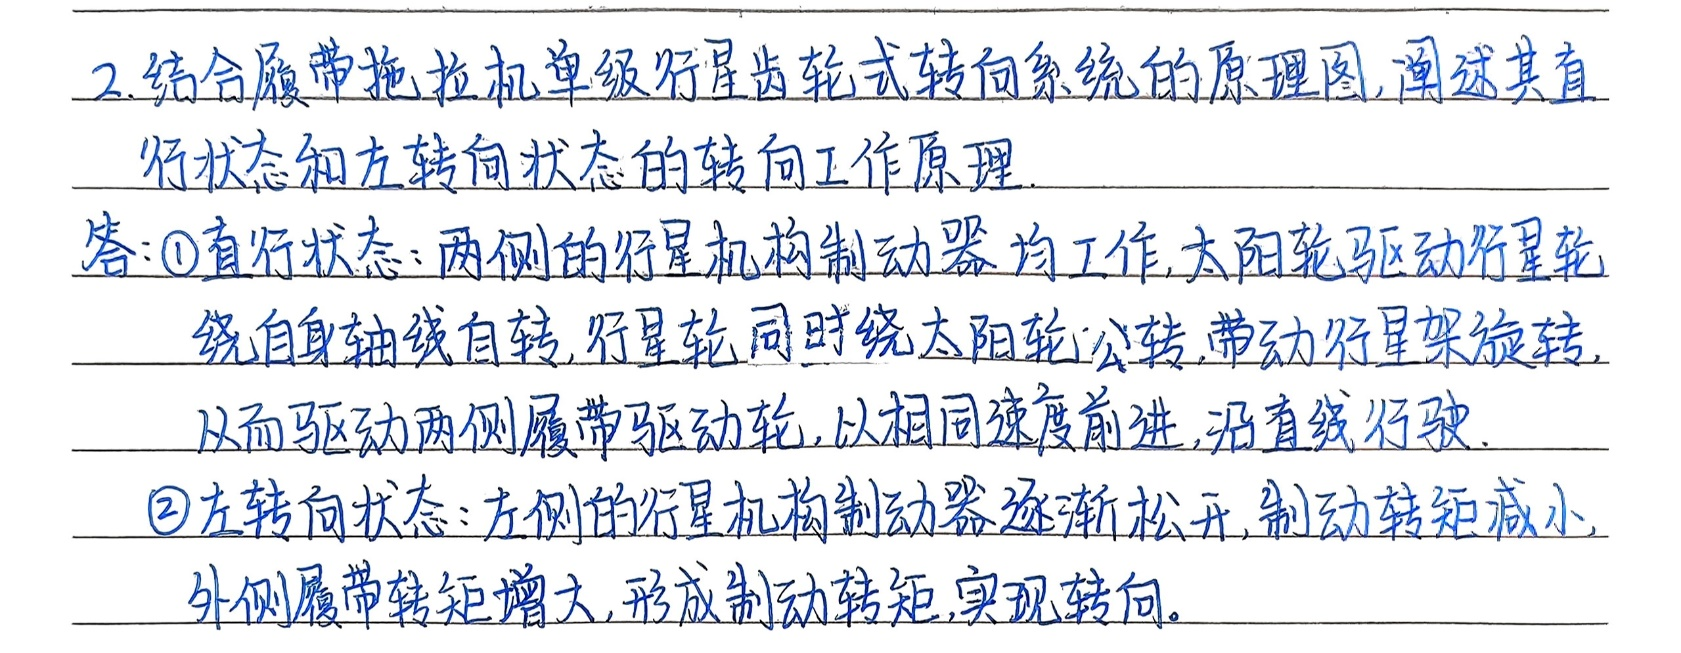 2.结合履带拖拉机单级行星齿轮式转向系统的原理图,阐述其直
行状态和左转向状态的转向工作原理.
答:①直行状态:两侧的行星机构制动器均工作,太阳轮驱动行星轮
绕自身轴线自转,行星轮同时绕太阳轮公转,带动行星架旋转,
从而驱动两侧履带驱动轮,以相同速度前进,沿直线行驶.
②左转向状态:左侧的行星机构制动器逐渐松开,制动转矩减小,
外侧履带转矩增大,形成制动转矩,实现转向。